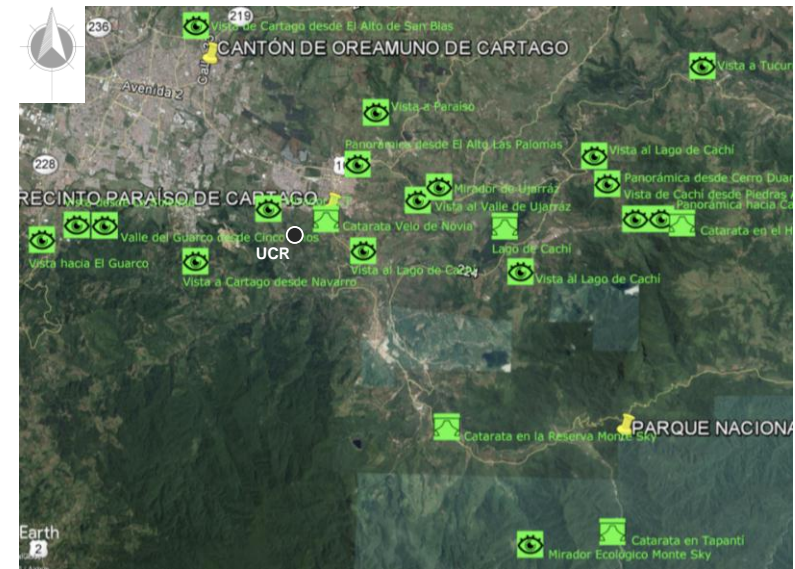 236
219
Vista de Cartago desde El Alto de San Blas
CANTÓN DE OREAMUNO DE CARTAGO
Vista a Tucurr
Avenida 2
Vista a Paraíso
Panorámica desde El Alto Las Palomas
Vista al Lago de Cachí
228
Panorámica desde Cerro Duan
Mirador de Ujarráz
RECINTO PARAÍSO DE CARTAGO
Vista de Cachí desde Piedras A
Vista al Valle de Ujarráz
Panorámica hacia Ca
Catarata Velo de Novia
Catarata en el H
Valle del Guarco desde Cinco
UCR
Lago de Cachí
Vista hacia El Guarco
Vista al Lago de
224
Vista al Lago de Cachí
Vista a Cartago desde Navarro
PARQUE NACIONA
Catarata en la Reserva Monte Sky
Earth
2
Catarata en Tapantí
Mirador Ecológico Monte Sky